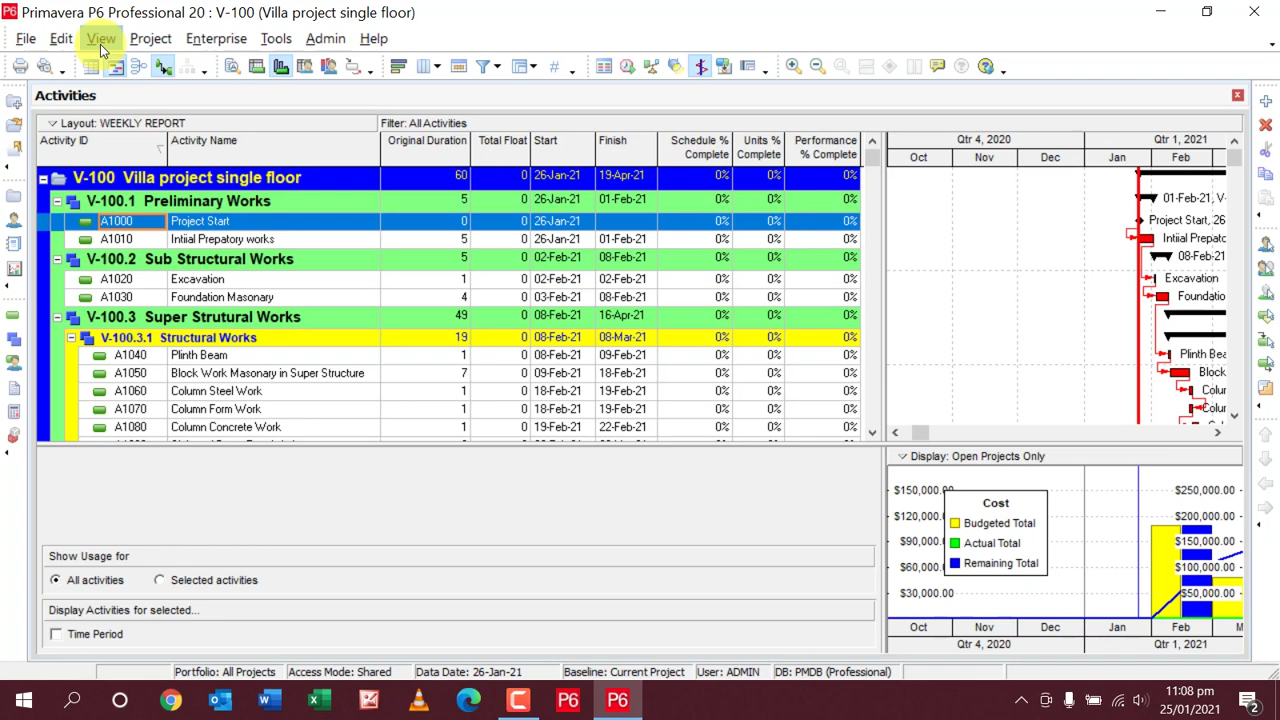 P6 Primavera P6 Professional 20 : V-100 (Villa project single floor)
File Edit View Project Enterprise Tools Admin Help
Activities
Layout: WEEKLY REPORT Filter: All Activities
Activity ID Activity Name Original Duration Total Float Start Finish Schedule % Complete Units % Complete Performance % Complete
Qtr 4, 2020 Qtr 1, 2021
Oct Nov Dec Jan Feb
V-100 Villa project single floor 60 0 26-Jan-21 19-Apr-21 0% 0% 0%
V-100.1 Preliminary Works 5 0 26-Jan-21 01-Feb-21 0% 0% 0% 01-Feb-21, V-
A1000 Project Start 0 0 26-Jan-21 0% 0% 0% Project Start, 26
A1010 Intiial Prepatory works 5 0 26-Jan-21 01-Feb-21 0% 0% 0% Intiial Prepato
V-100.2 Sub Structural Works 5 0 02-Feb-21 08-Feb-21 0% 0% 0% 08-Feb-21
A1020 Excavation 1 0 02-Feb-21 02-Feb-21 0% 0% 0% Excavation
A1030 Foundation Masonary 4 0 03-Feb-21 08-Feb-21 0% 0% 0% Foundatio
V-100.3 Super Strutural Works 49 0 08-Feb-21 16-Apr-21 0% 0% 0%
V-100.3.1 Structural Works 19 0 08-Feb-21 08-Mar-21 0% 0% 0%
A1040 Plinth Beam 1 0 08-Feb-21 09-Feb-21 0% 0% 0% Plinth Bea
A1050 Block Work Masonary in Super Structure 7 0 09-Feb-21 18-Feb-21 0% 0% 0% Block
A1060 Column Steel Work 1 0 18-Feb-21 19-Feb-21 0% 0% 0% Colu
A1070 Column Form Work 1 0 18-Feb-21 19-Feb-21 0% 0% 0% Colur
A1080 Column Concrete Work 1 0 19-Feb-21 22-Feb-21 0% 0% 0%
Display: Open Projects Only
$150,000.00 $250,000.00
$120,000.00 $200,000.00
$90,000.00 $150,000.00
$60,000.00 $100,000.00
$30,000.00 $50,000.00
Cost
Budgeted Total
Actual Total
Remaining Total
Oct Nov Dec Jan Feb M
Qtr 4, 2020 Qtr 1, 2021
Show Usage for
All activities Selected activities
Display Activities for selected...
Time Period
Portfolio: All Projects Access Mode: Shared Data Date: 26-Jan-21 Baseline: Current Project User: ADMIN DB: PMDB (Professional)
P6 P6
11:08 pm
25/01/2021
2